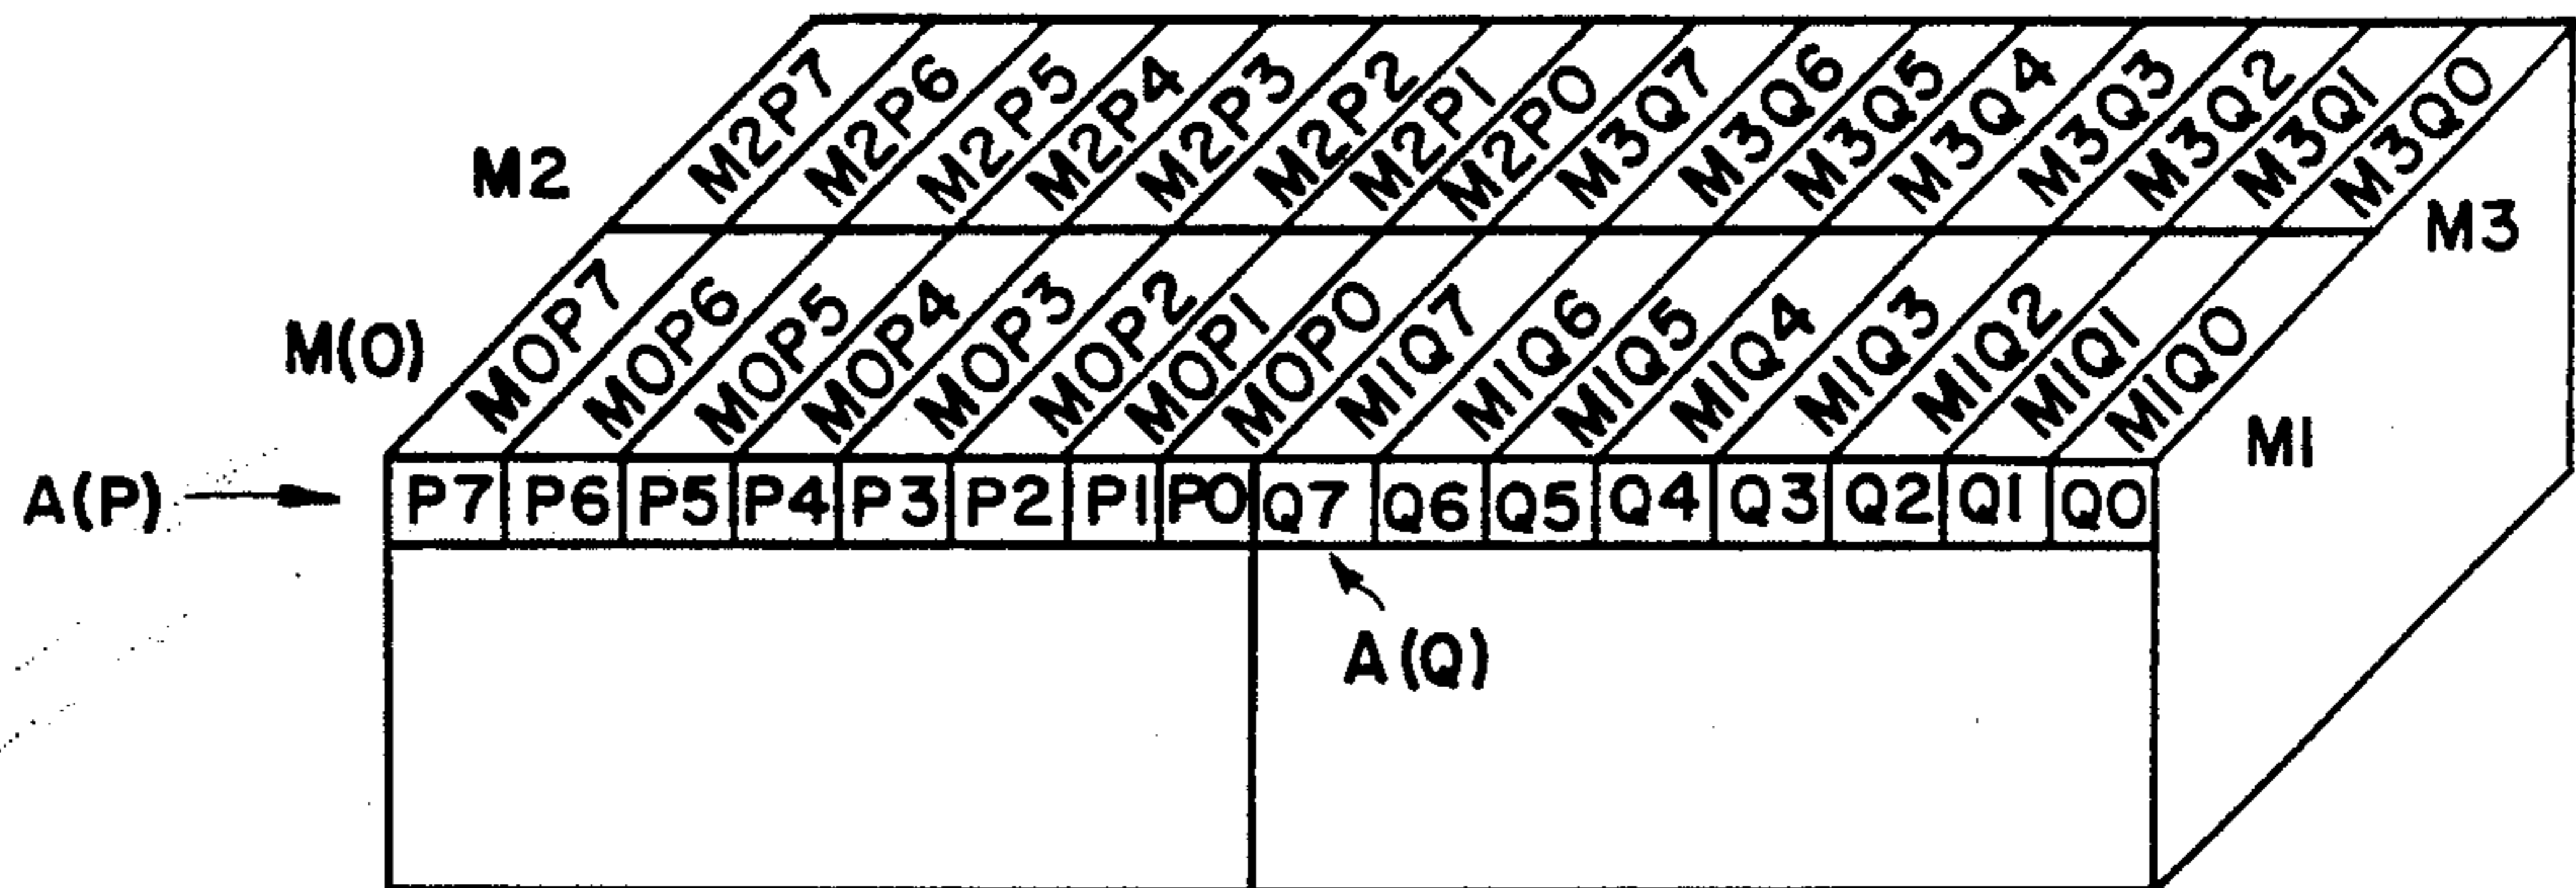 M2P7 M2P6 M2P5 M2P4 M2P3 M2P2 M2P1 M2P0 M3Q7 M3Q6 M3Q5 M3Q4 M3Q3 M3Q2 M3Q1 M3Q0
M2
M3
M0P7 M0P6 M0P5 M0P4 M0P3 M0P2 M0P1 M0P0 M1Q7 M1Q6 M1Q5 M1Q4 M1Q3 M1Q2 M1Q1 M1Q0
M(0)
M1
A(P) P7 P6 P5 P4 P3 P2 P1 P0 Q7 Q6 Q5 Q4 Q3 Q2 Q1 Q0
A(Q)